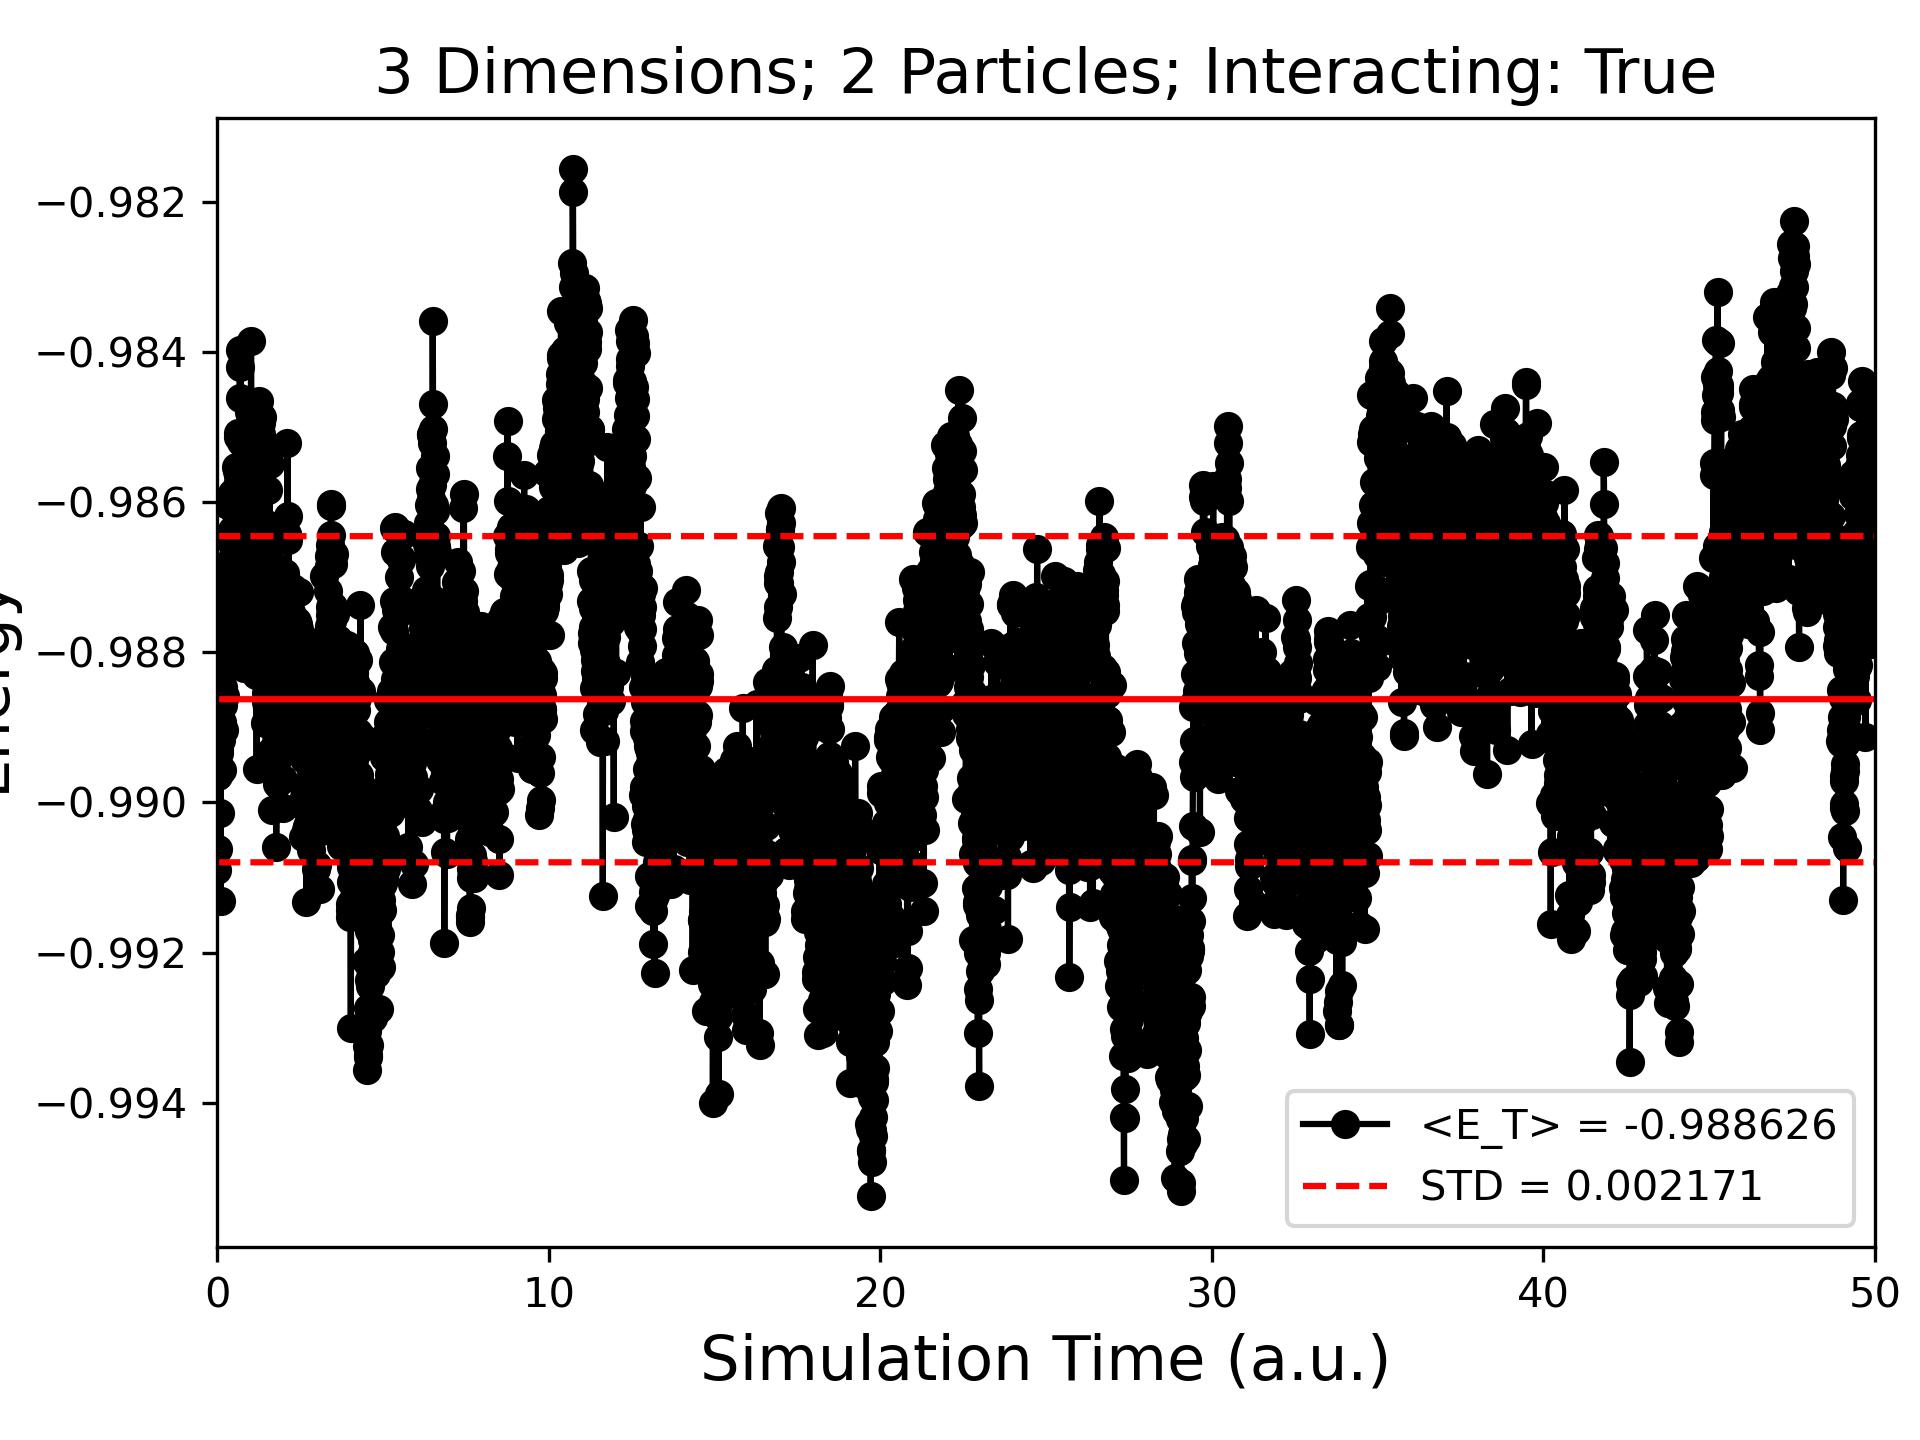 3 Dimensions; 2 Particles; Interacting: True
Energy
−0.982
−0.984
−0.986
−0.988
−0.990
−0.992
−0.994
<E_T> = -0.988626
STD = 0.002171
0 10 20 30 40 50
Simulation Time (a.u.)